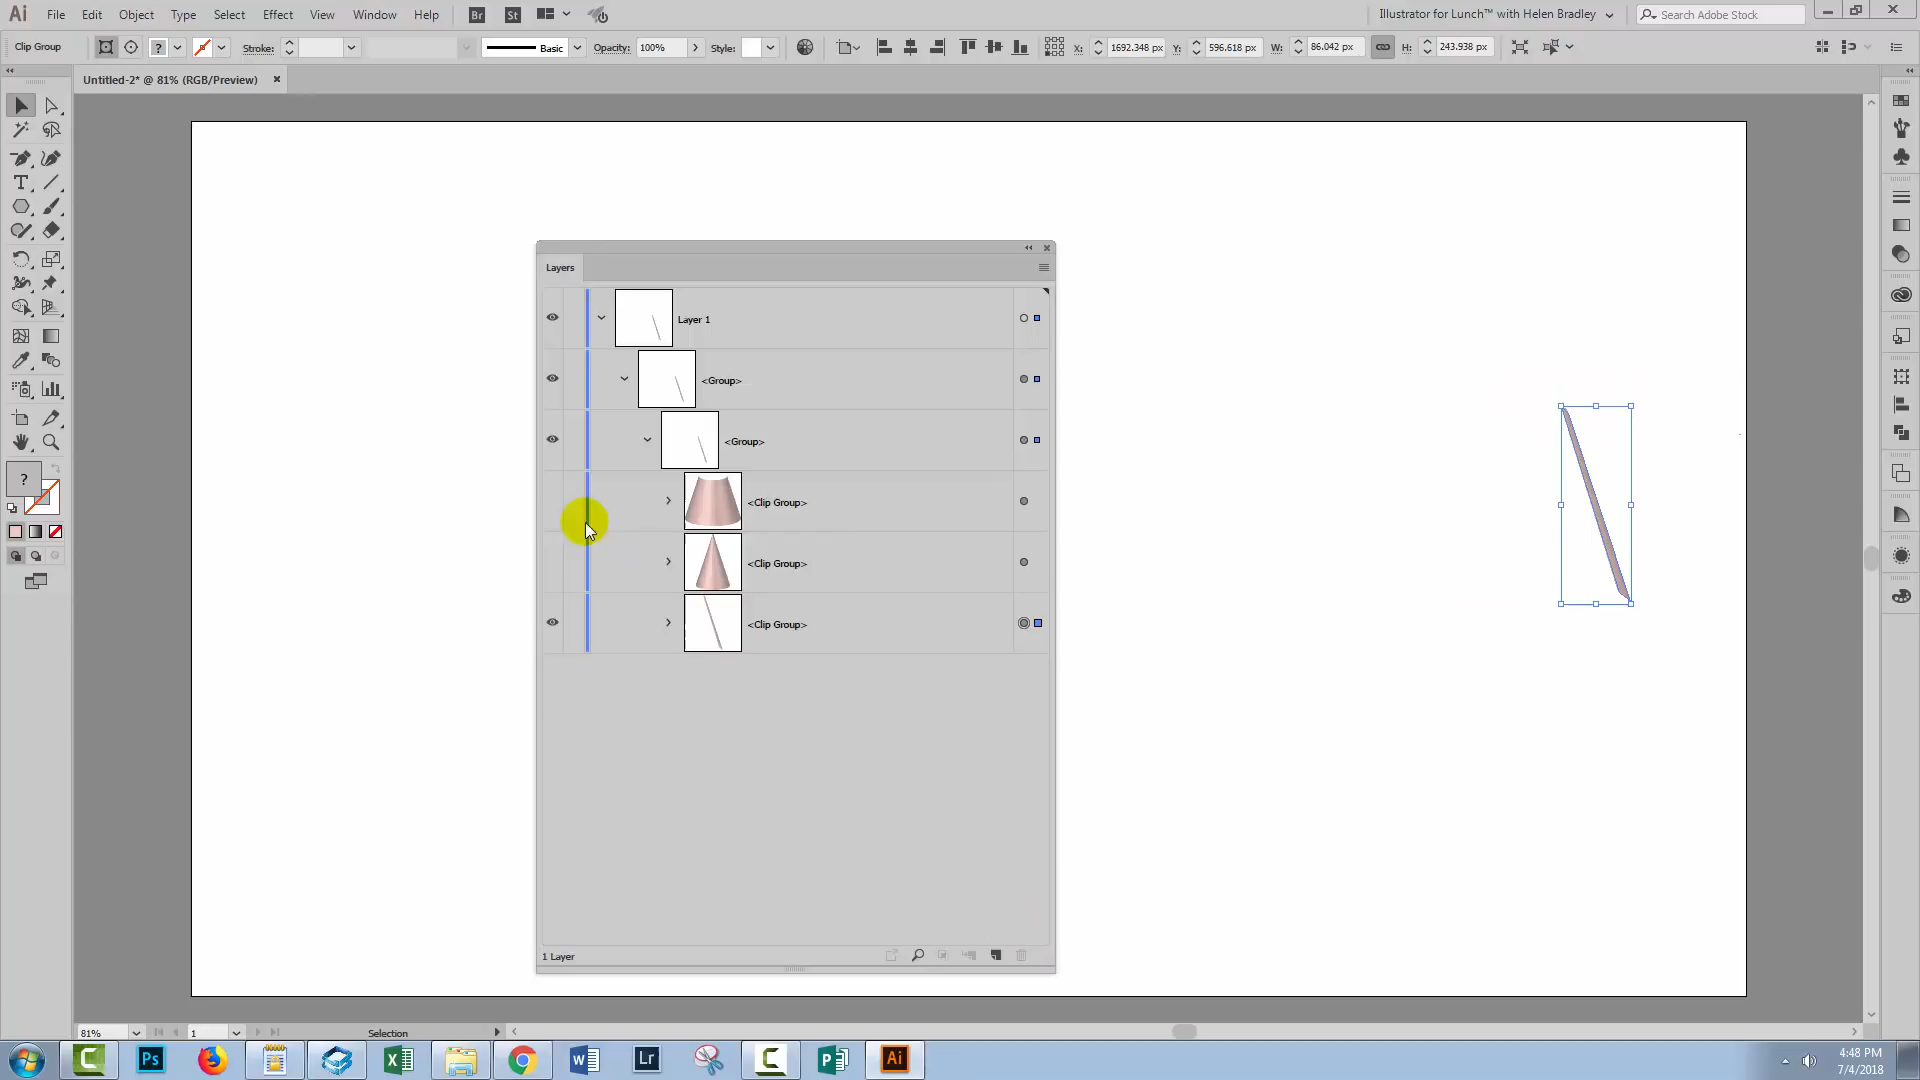 Ai File Edit Object Type Select Effect View Window Help Br St Illustrator for Lunch™ with Helen Bradley Search Adobe Stock
Clip Group ? Stroke: Basic Opacity: 100% Style: X: 1692.348 px Y: 596.618 px W: 86.042 px H: 243.938 px
Untitled-2* @ 81% (RGB/Preview)
Layers
Layer 1
<Group>
<Group>
<Clip Group>
<Clip Group>
<Clip Group>
1 Layer
?
81% 1 Selection
Ps Lr Ai
4:48 PM
7/4/2018